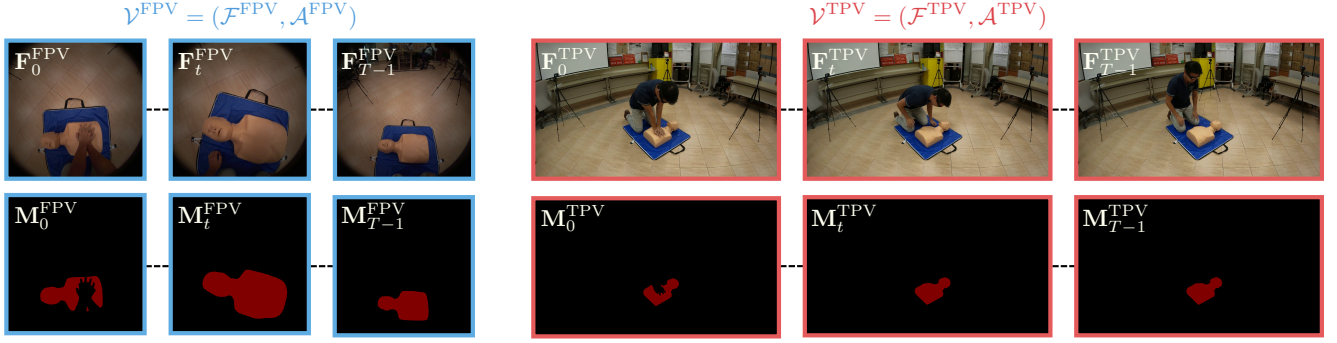 𝒱^FPV = (ℱ^FPV, 𝒜^FPV)
𝒱^TPV = (ℱ^TPV, 𝒜^TPV)
F_0^FPV F_t^FPV F_{T−1}^FPV F_0^TPV F_t^TPV F_{T−1}^TPV
M_0^FPV M_t^FPV M_{T−1}^FPV M_0^TPV M_t^TPV M_{T−1}^TPV